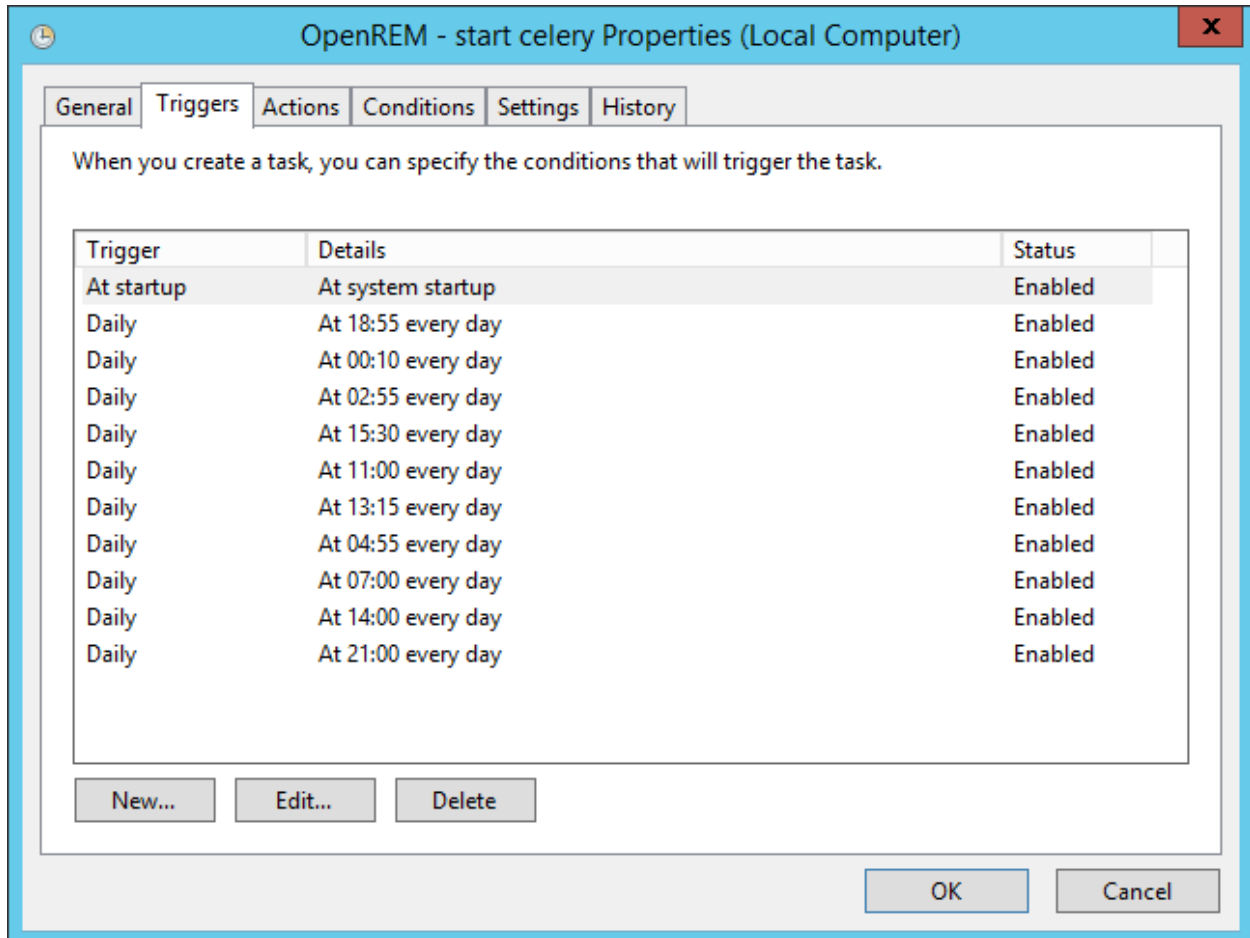 OpenREM - start celery Properties (Local Computer) x
General Triggers Actions Conditions Settings History
When you create a task, you can specify the conditions that will trigger the task.
Trigger Details Status
At startup At system startup Enabled
Daily At 18:55 every day Enabled
Daily At 00:10 every day Enabled
Daily At 02:55 every day Enabled
Daily At 15:30 every day Enabled
Daily At 11:00 every day Enabled
Daily At 13:15 every day Enabled
Daily At 04:55 every day Enabled
Daily At 07:00 every day Enabled
Daily At 14:00 every day Enabled
Daily At 21:00 every day Enabled
New... Edit... Delete
OK Cancel